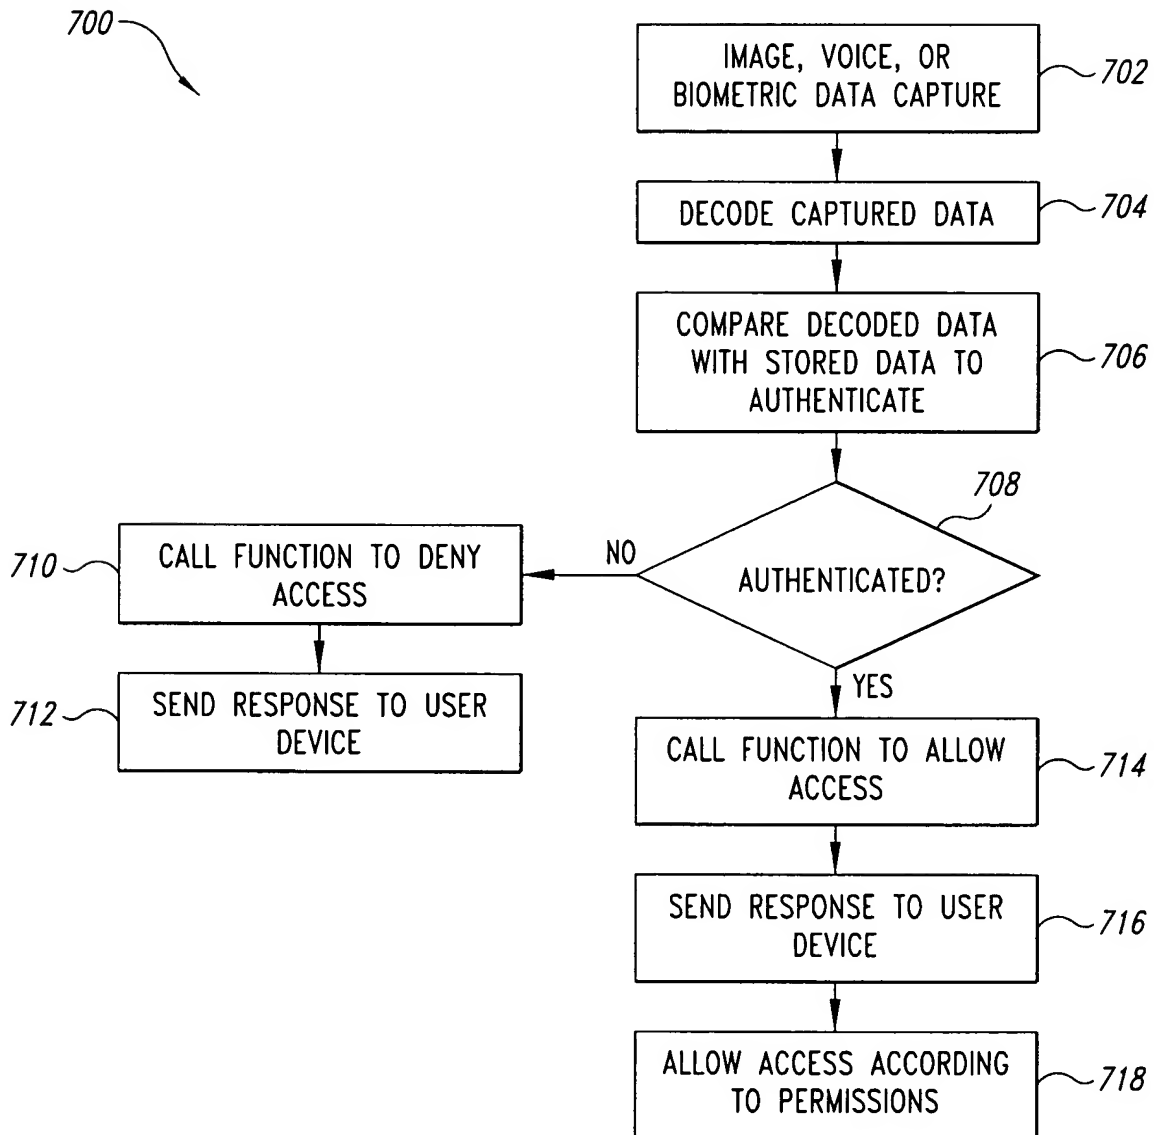 700
IMAGE, VOICE, OR
BIOMETRIC DATA CAPTURE
702
DECODE CAPTURED DATA
704
COMPARE DECODED DATA
WITH STORED DATA TO
AUTHENTICATE
706
708
AUTHENTICATED?
NO
710
CALL FUNCTION TO DENY
ACCESS
712
SEND RESPONSE TO USER
DEVICE
YES
CALL FUNCTION TO ALLOW
ACCESS
714
SEND RESPONSE TO USER
DEVICE
716
ALLOW ACCESS ACCORDING
TO PERMISSIONS
718